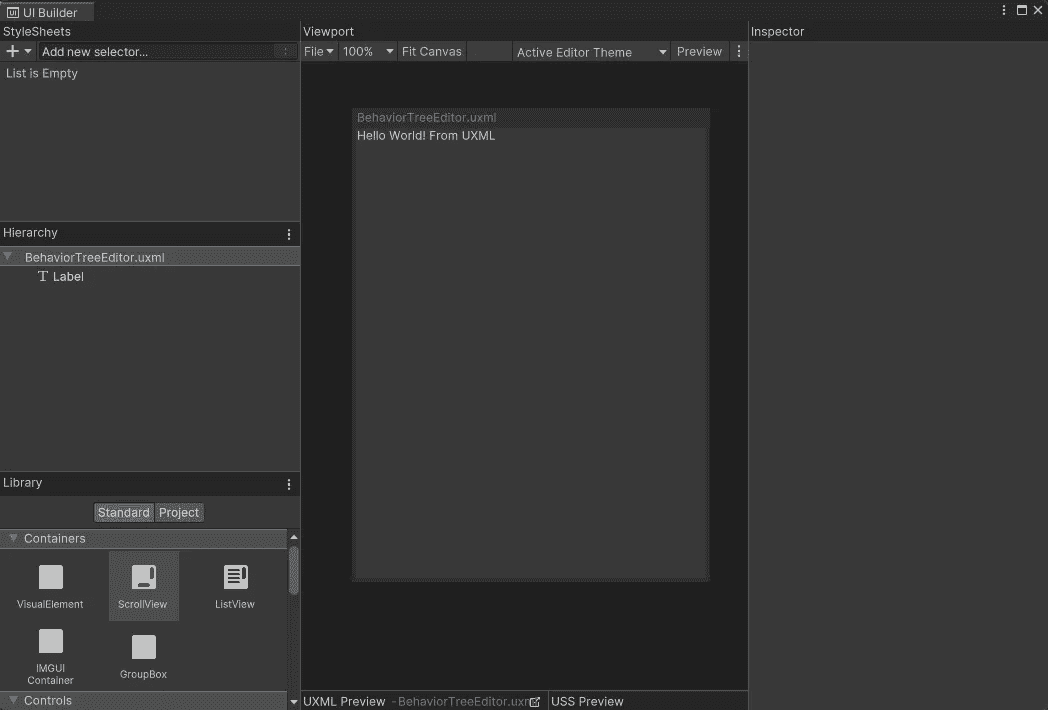 UI Builder
StyleSheets
Add new selector...
List is Empty
Hierarchy
BehaviorTreeEditor.uxml
Label
Library
Standard Project
Containers
VisualElement ScrollView ListView
IMGUI
Container
GroupBox
Controls
Viewport
File 100% Fit Canvas Active Editor Theme Preview
BehaviorTreeEditor.uxml
Hello World! From UXML
UXML Preview - BehaviorTreeEditor.uxm USS Preview
Inspector